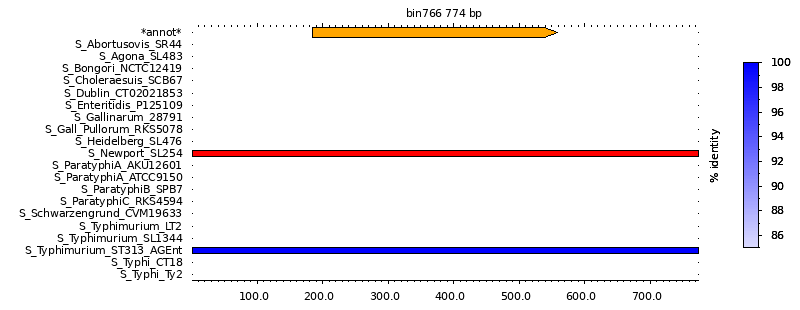 bin766 774 bp
*annot*
S_Abortusovis_SR44
S_Agona_SL483
S_Bongori_NCTC12419
S_Choleraesuis_SCB67
S_Dublin_CT02021853
S_Enteritidis_P125109
S_Gallinarum_28791
S_Gall_Pullorum_RKS5078
S_Heidelberg_SL476
S_Newport_SL254
S_ParatyphiA_AKU12601
S_ParatyphiA_ATCC9150
S_ParatyphiB_SPB7
S_ParatyphiC_RKS4594
S_Schwarzengrund_CVM19633
S_Typhimurium_LT2
S_Typhimurium_SL1344
S_Typhimurium_ST313_AGEnt
S_Typhi_CT18
S_Typhi_Ty2
100.0 200.0 300.0 400.0 500.0 600.0 700.0
% identity
100
98
96
94
92
90
88
86